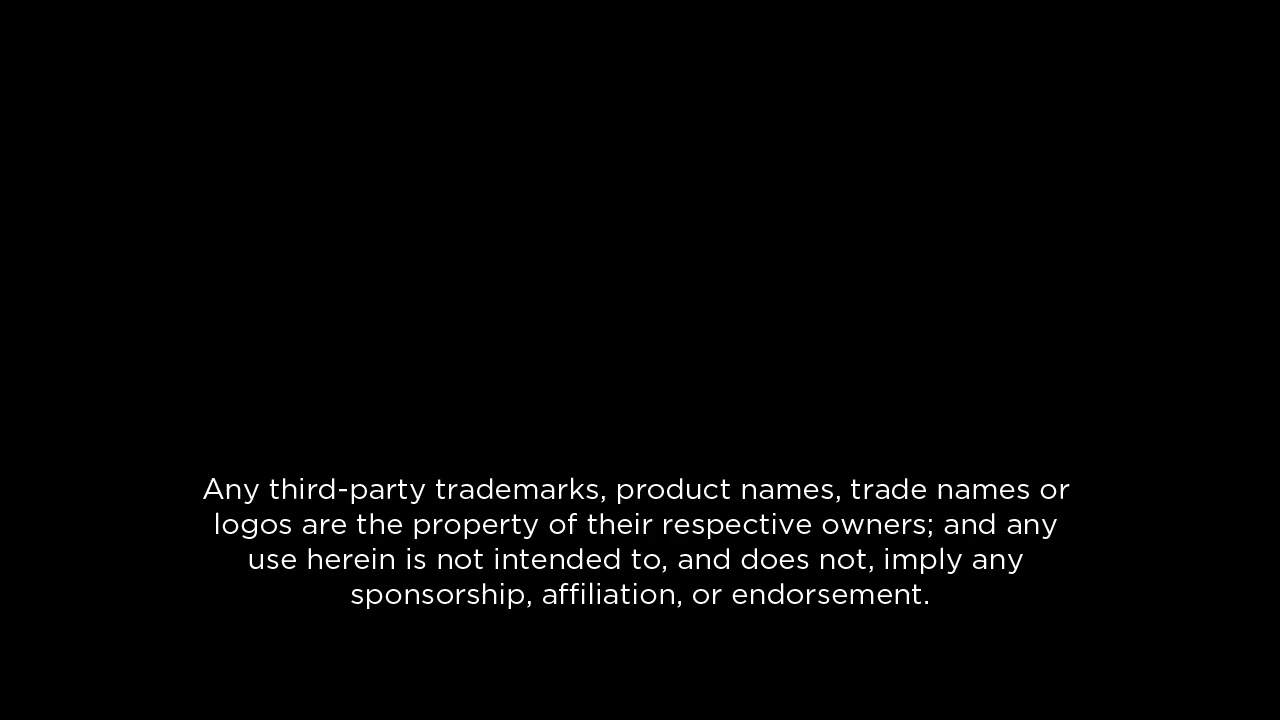 Any third-party trademarks, product names, trade names or
logos are the property of their respective owners; and any
use herein is not intended to, and does not, imply any
sponsorship, affiliation, or endorsement.